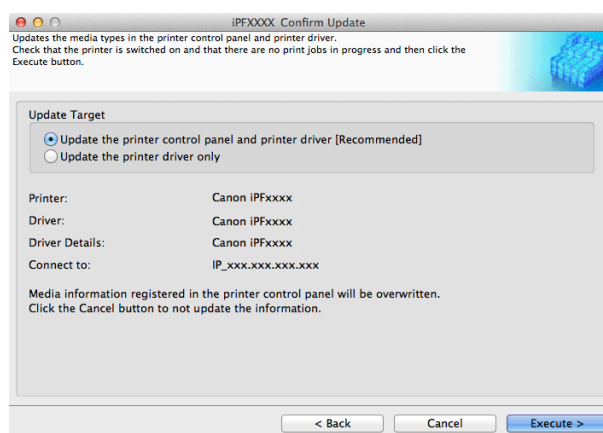 iPFXXXX Confirm Update
Updates the media types in the printer control panel and printer driver.
Check that the printer is switched on and that there are no print jobs in progress and then click the
Execute button.
Update Target
Update the printer control panel and printer driver [Recommended]
Update the printer driver only
Printer: Canon iPFxxxx
Driver: Canon iPFxxxx
Driver Details: Canon iPFxxxx
Connect to: IP_xxx.xxx.xxx.xxx
Media information registered in the printer control panel will be overwritten.
Click the Cancel button to not update the information.
< Back Cancel Execute >